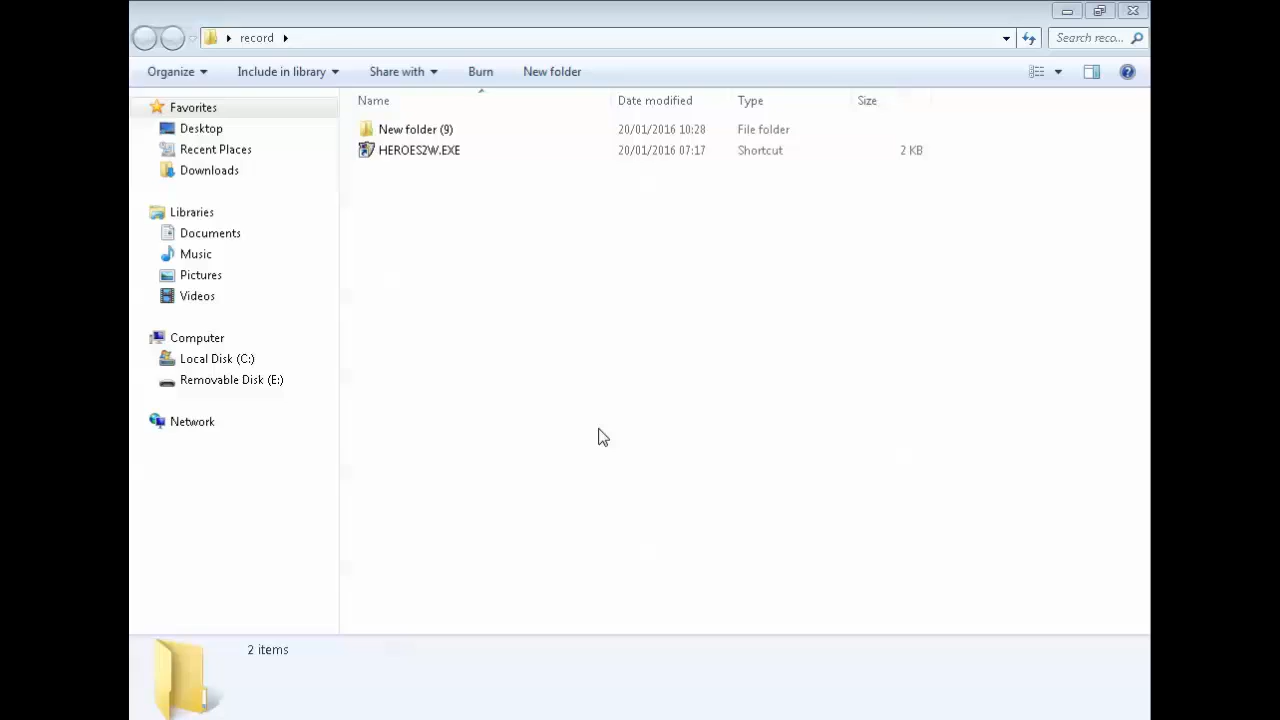 record
Search reco...
Organize Include in library Share with Burn New folder
Name Date modified Type Size
Favorites
Desktop
Recent Places
Downloads
Libraries
Documents
Music
Pictures
Videos
Computer
Local Disk (C:)
Removable Disk (E:)
Network
New folder (9) 20/01/2016 10:28 File folder
HEROES2W.EXE 20/01/2016 07:17 Shortcut 2 KB
2 items